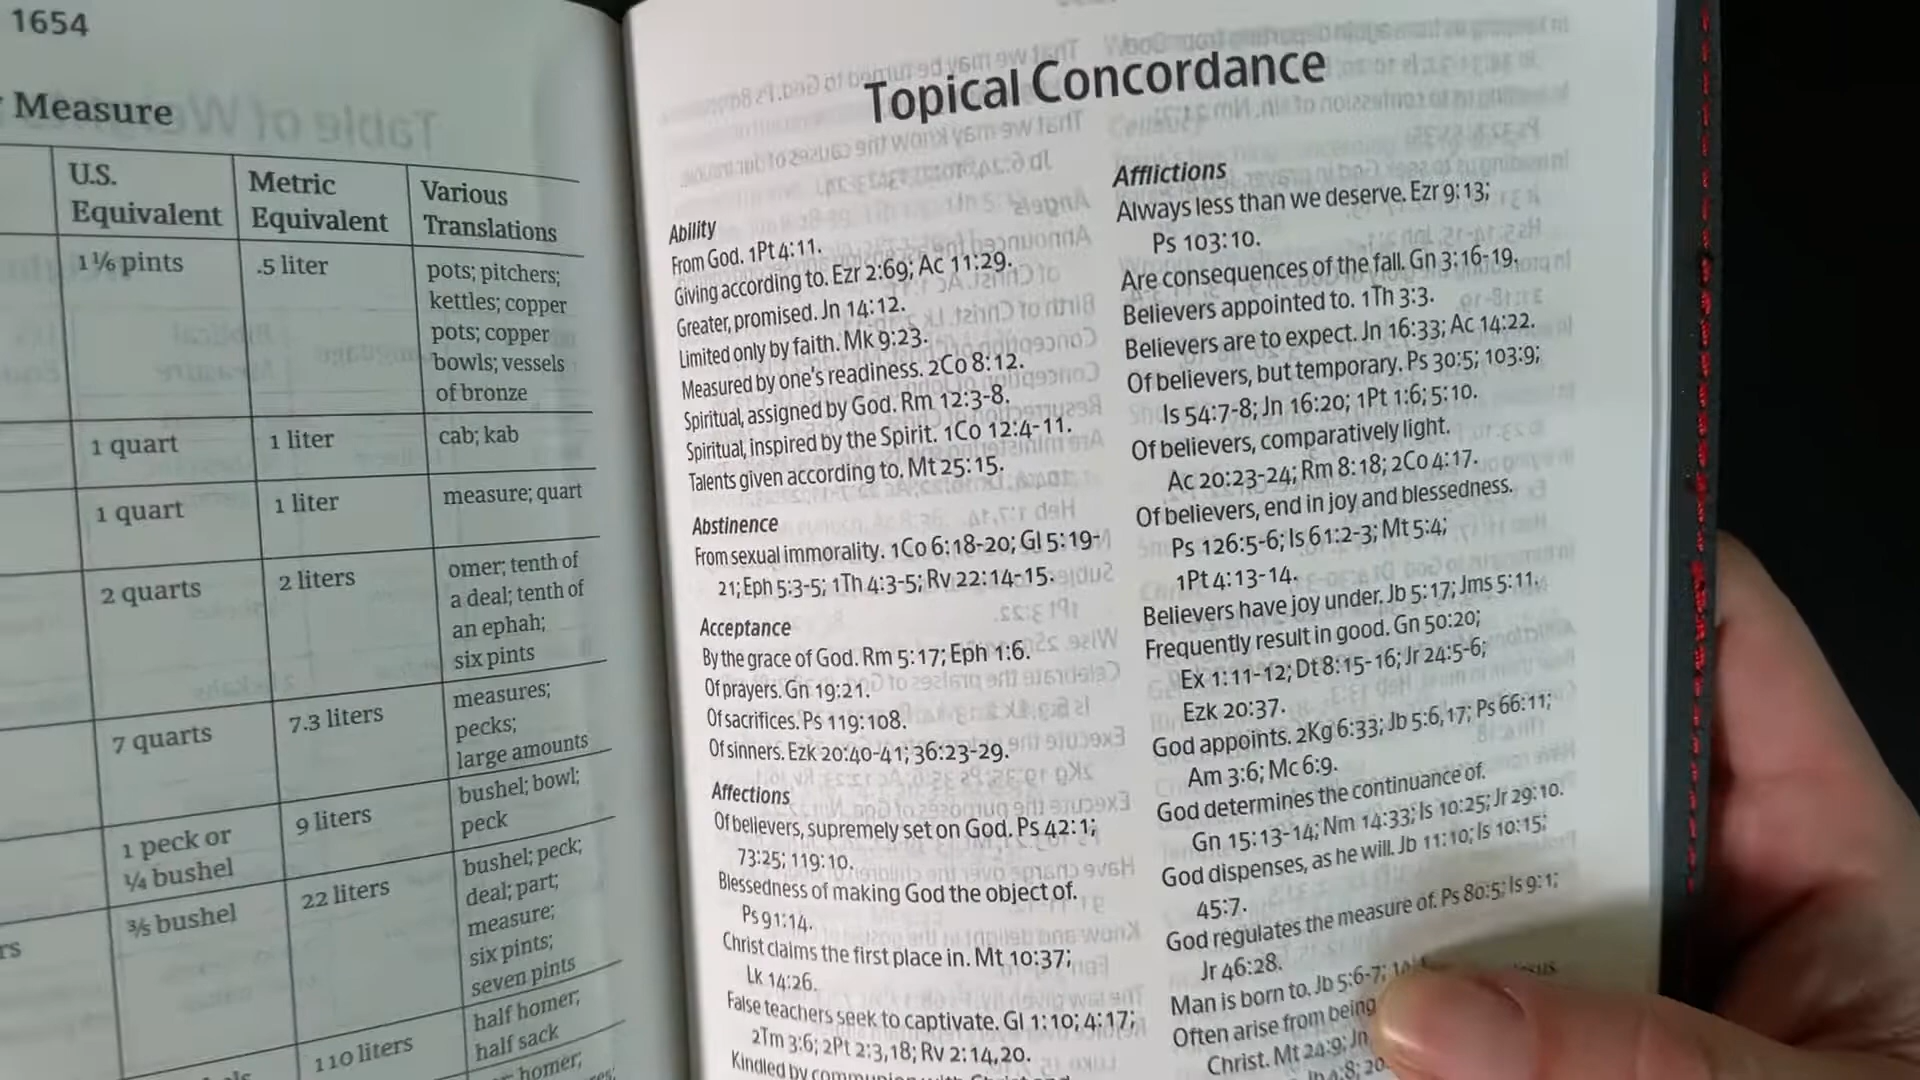 1654
Measure
U.S. Equivalent
Metric Equivalent
Various Translations
1 ⅙ pints
.5 liter
pots; pitchers;
kettles; copper
pots; copper
bowls; vessels
of bronze
1 quart
1 liter
cab; kab
1 quart
1 liter
measure; quart
2 quarts
2 liters
omer; tenth of
a deal; tenth of
an ephah;
six pints
7 quarts
7.3 liters
measures;
pecks;
large amounts
1 peck or
¼ bushel
9 liters
bushel; bowl;
peck
⅗ bushel
22 liters
bushel; peck;
deal; part;
measure;
six pints;
seven pints
110 liters
half homer;
half sack
homer;
Topical Concordance
Ability
From God. 1Pt 4:11.
Giving according to. Ezr 2:69; Ac 11:29.
Greater, promised. Jn 14:12.
Limited only by faith. Mk 9:23.
Measured by one's readiness. 2Co 8:12.
Spiritual, assigned by God. Rm 12:3-8.
Spiritual, inspired by the Spirit. 1Co 12:4-11.
Talents given according to. Mt 25:15.
Abstinence
From sexual immorality. 1Co 6:18-20; Gl 5:19-
21; Eph 5:3-5; 1Th 4:3-5; Rv 22:14-15.
Acceptance
By the grace of God. Rm 5:17; Eph 1:6.
Of prayers. Gn 19:21.
Of sacrifices. Ps 119:108.
Of sinners. Ezk 20:40-41; 36:23-29.
Affections
Of believers, supremely set on God. Ps 42:1;
73:25; 119:10.
Blessedness of making God the object of.
Ps 91:14.
Christ claims the first place in. Mt 10:37;
Lk 14:26.
False teachers seek to captivate. Gl 1:10; 4:17;
2Tm 3:6; 2Pt 2:3,18; Rv 2:14,20.
Kindled by communion with Christ and
Afflictions
Always less than we deserve. Ezr 9:13;
Ps 103:10.
Are consequences of the fall. Gn 3:16-19.
Believers appointed to. 1Th 3:3.
Believers are to expect. Jn 16:33; Ac 14:22.
Of believers, but temporary. Ps 30:5; 103:9;
Is 54:7-8; Jn 16:20; 1Pt 1:6; 5:10.
Of believers, comparatively light.
Ac 20:23-24; Rm 8:18; 2Co 4:17.
Of believers, end in joy and blessedness.
Ps 126:5-6; Is 61:2-3; Mt 5:4;
1Pt 4:13-14.
Believers have joy under. Jb 5:17; Jms 5:11.
Frequently result in good. Gn 50:20;
Ex 1:11-12; Dt 8:15-16; Jr 24:5-6;
Ezk 20:37.
God appoints. 2Kg 6:33; Jb 5:6,17; Ps 66:11;
Am 3:6; Mc 6:9.
God determines the continuance of.
Gn 15:13-14; Nm 14:33; Is 10:25; Jr 29:10.
God dispenses, as he will. Jb 11:10; Is 10:15;
45:7.
God regulates the measure of. Ps 80:5; Is 9:1;
Jr 46:28.
Man is born to. Jb 5:6-7;
Often arise from being
Christ. Mt 24:9; Jn